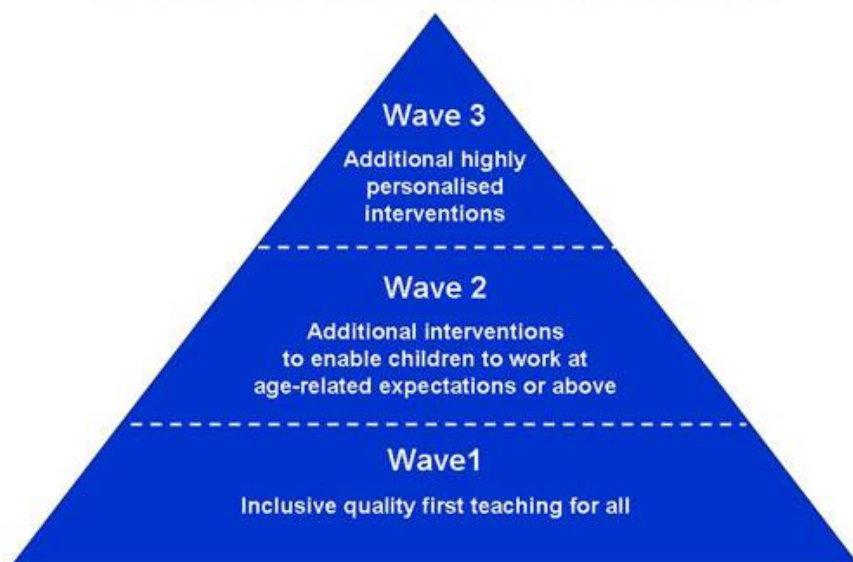 Wave 3
Additional highly
personalised
interventions
Wave 2
Additional interventions
to enable children to work at
age-related expectations or above
Wave1
Inclusive quality first teaching for all